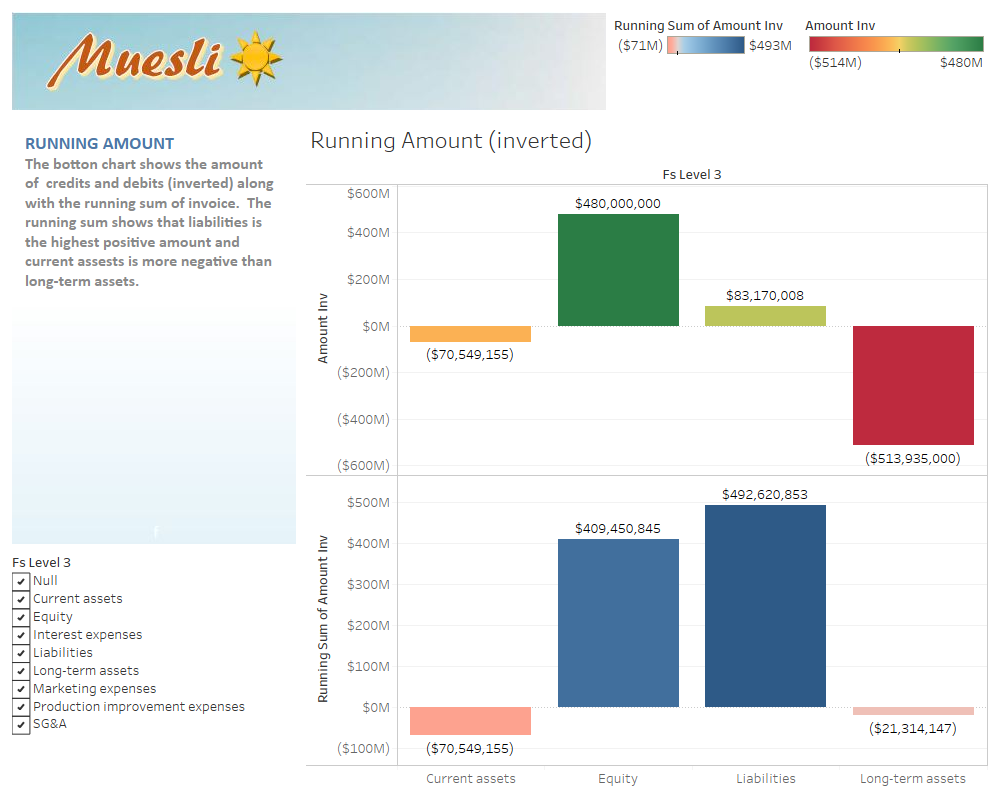 Muesli
Running Sum of Amount Inv
($71M) $493M
Amount Inv
($514M) $480M
RUNNING AMOUNT
The botton chart shows the amount
of credits and debits (inverted) along
with the running sum of invoice. The
running sum shows that liabilities is
the highest positive amount and
current assests is more negative than
long-term assets.
f
Fs Level 3
Null
Current assets
Equity
Interest expenses
Liabilities
Long-term assets
Marketing expenses
Production improvement expenses
SG&A
Running Amount (inverted)
Fs Level 3
Amount Inv
$600M
$400M
$200M
$0M
($200M)
($400M)
($600M)
($70,549,155)
$480,000,000
$83,170,008
($513,935,000)
Running Sum of Amount Inv
$500M
$400M
$300M
$200M
$100M
$0M
($100M)
($70,549,155)
$409,450,845
$492,620,853
($21,314,147)
Current assets Equity Liabilities Long-term assets